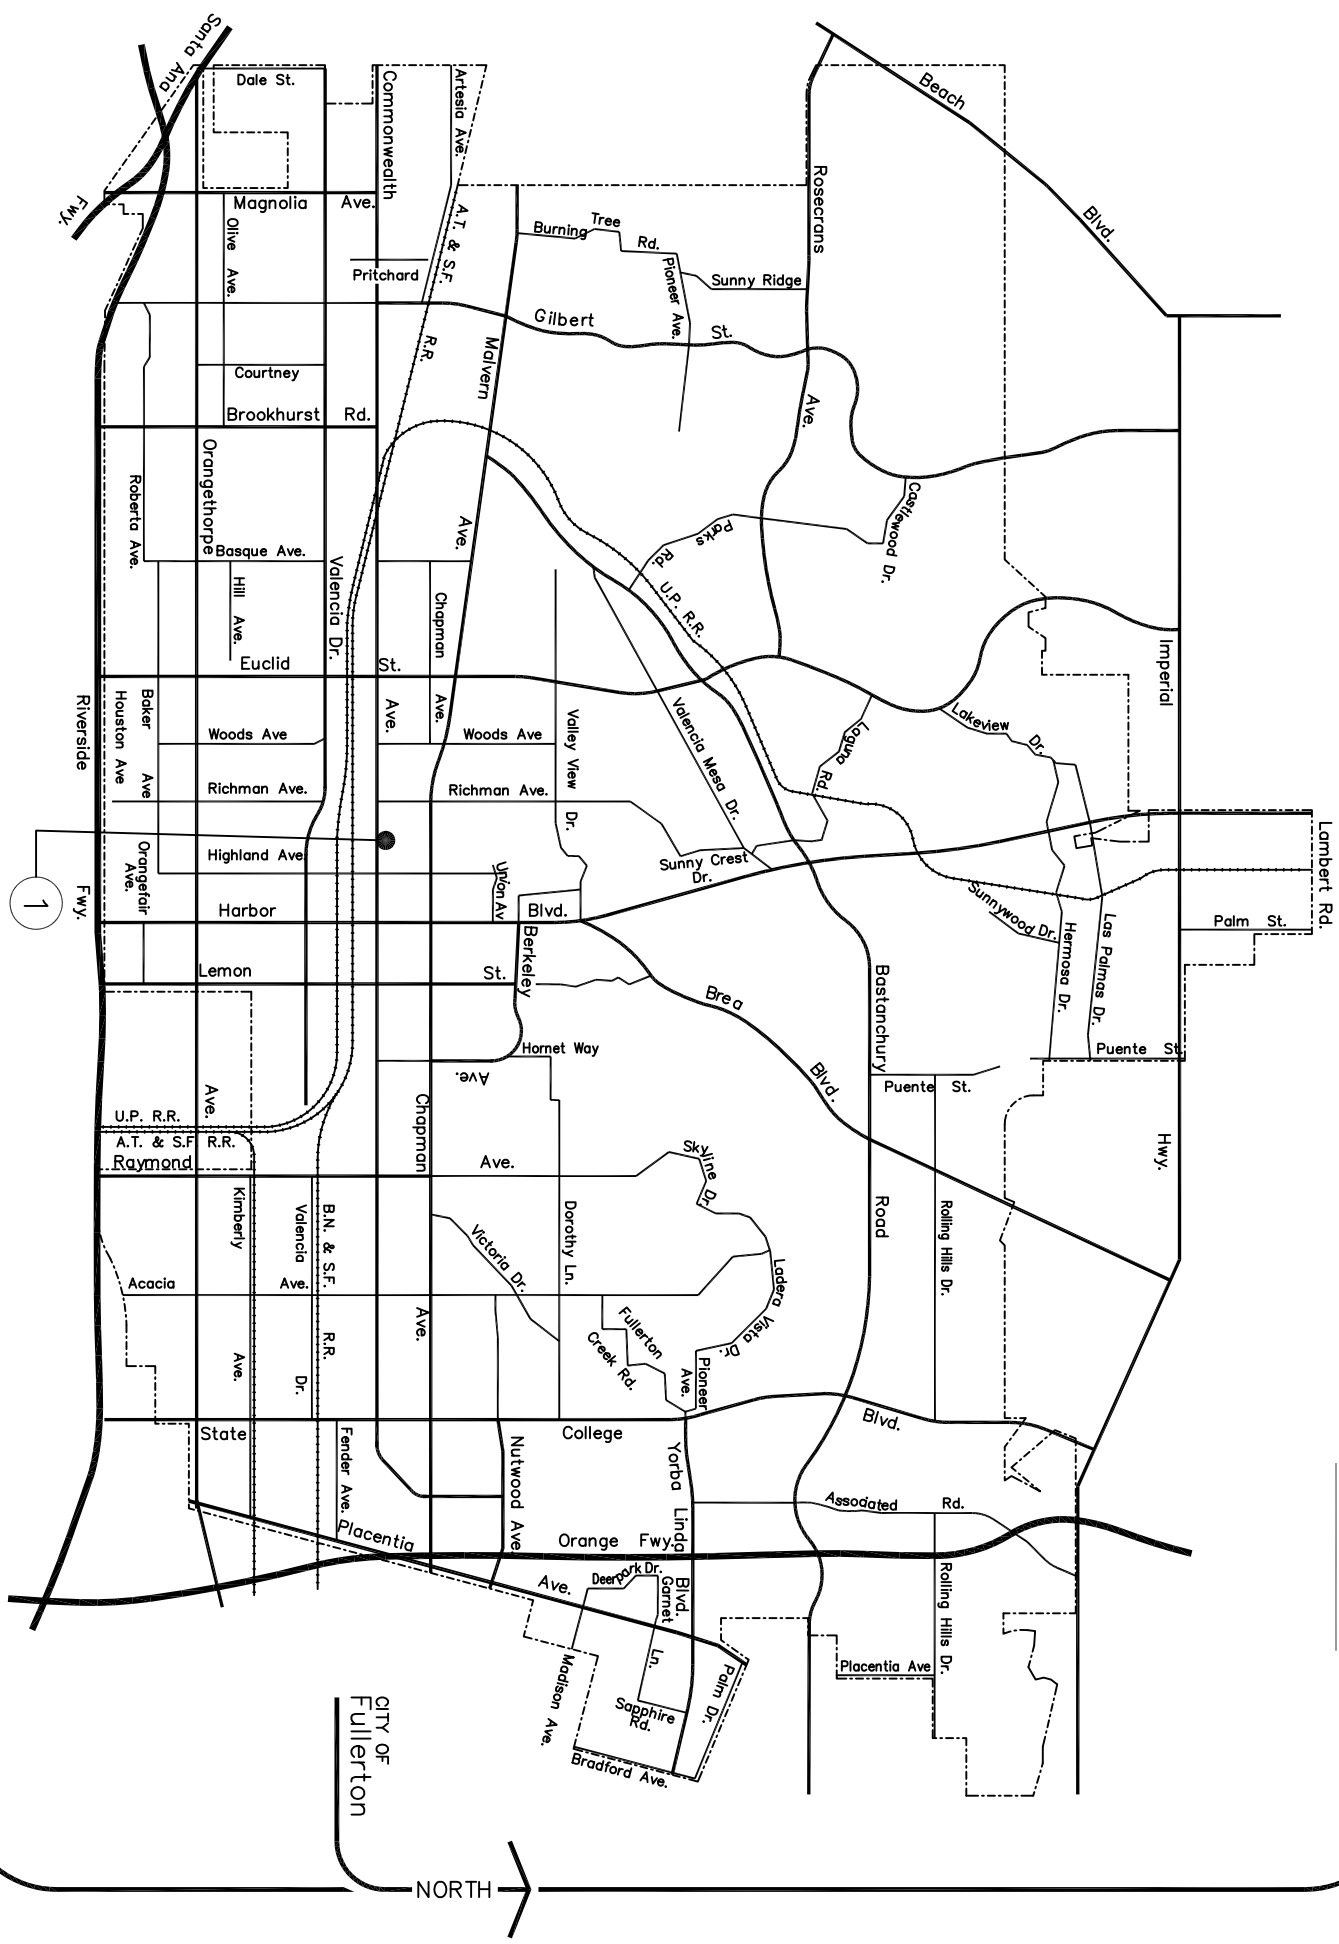 Santa Ana
Fwy.
Dale St.
Commonwealth
Artesia Ave.
Beach
Blvd.
Rosecrans
Magnolia Ave.
Olive Ave.
A.T. & S.F.
R.R.
Pritchard
Burning Tree Rd.
Pioneer Ave.
Sunny Ridge
Gilbert St.
Malvern
Ave.
Courtney
Brookhurst Rd.
Ave.
Orangethorpe
Roberta Ave.
Basque Ave.
Valencia Dr.
Hill Ave.
Chapman
Ave.
Parks
Rd.
Castlewood Dr.
U.P. R.R.
Euclid St.
Imperial
Riverside
Houston Ave
Baker Ave
Woods Ave
Ave.
Woods Ave
Valley View
Dr.
Valencia Mesa Dr.
Laguna
Rd.
Lakeview
Dr.
Richman Ave.
Richman Ave.
Lambert Rd.
Highland Ave
Orangefair
Ave.
Union Av
Sunny Crest
Dr.
1
Fwy.
Harbor
Blvd.
Berkeley
Sunnywood Dr.
Hermosa Dr.
Las Palmas Dr.
Palm St.
Lemon
St.
Brea
Blvd.
Bastanchury
Hornet Way
Ave.
Puente St.
Puente St.
Ave.
U.P. R.R.
A.T. & S.F. R.R.
Raymond
Chapman
Ave.
Skyline
Dr.
Hwy.
Kimberly
Valencia
B.N. & S.F.
Victoria Dr.
Dorothy Ln.
Road
Rolling Hills Dr.
Acacia
Ave.
Ladera
Vista
Dr.
Ave.
R.R.
Dr.
Ave.
Fullerton
Creek Rd.
Pioneer
Ave.
State
College
Blvd.
Fender Ave.
Nutwood Ave.
Yorba
Linda
Blvd.
Associated Rd.
Placentia
Ave.
Orange Fwy.
Deerpark Dr.
Garnet
Ln.
Rolling Hills Dr.
Placentia Ave
Madison Ave.
Sapphire
Rd.
Palm Dr.
Bradford Ave.
CITY OF
Fullerton
NORTH